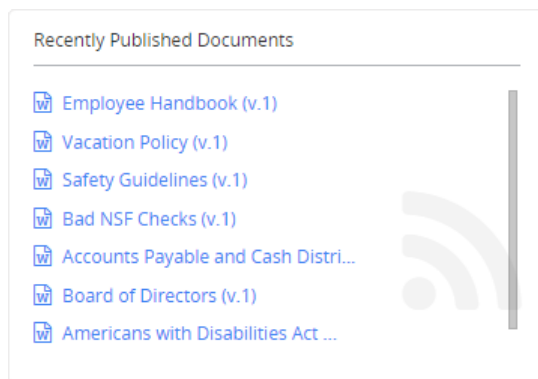 Recently Published Documents
Employee Handbook (v.1)
Vacation Policy (v.1)
Safety Guidelines (v.1)
Bad NSF Checks (v.1)
Accounts Payable and Cash Distri...
Board of Directors (v.1)
Americans with Disabilities Act ...